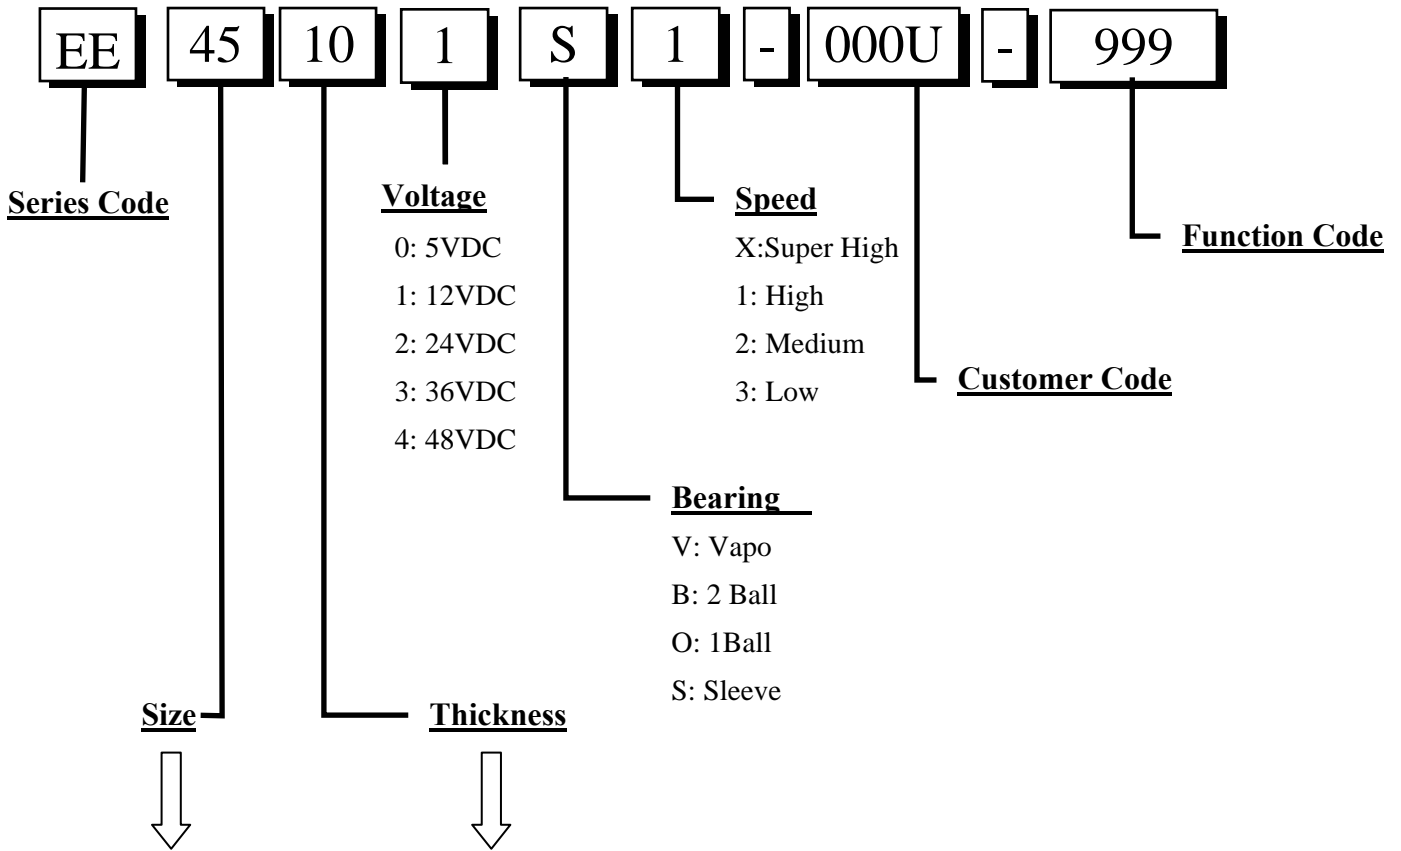 EE 45 10 1 S 1 - 000U - 999
Series Code
Voltage
0: 5VDC
1: 12VDC
2: 24VDC
3: 36VDC
4: 48VDC
Speed
X:Super High
1: High
2: Medium
3: Low
Function Code
Customer Code
Bearing
V: Vapo
B: 2 Ball
O: 1Ball
S: Sleeve
Size
Thickness